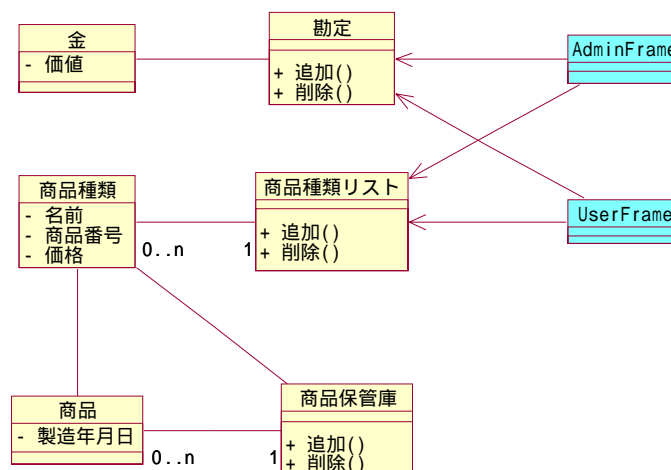 金
- 価値
勘定
+ 追加()
+ 削除()
AdminFrame
商品種類
- 名前
- 商品番号
- 価格
0..n
1
商品種類リスト
+ 追加()
+ 削除()
UserFrame
商品
- 製造年月日
0..n
1
商品保管庫
+ 追加()
+ 削除()